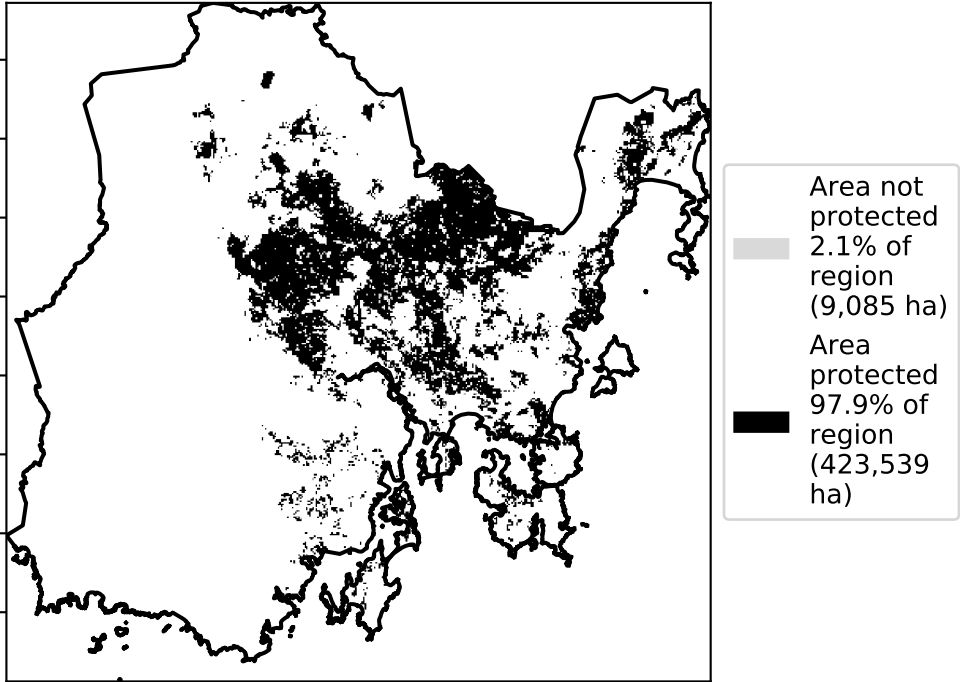 Area not
protected
2.1% of
region
(9,085 ha)
Area
protected
97.9% of
region
(423,539
ha)